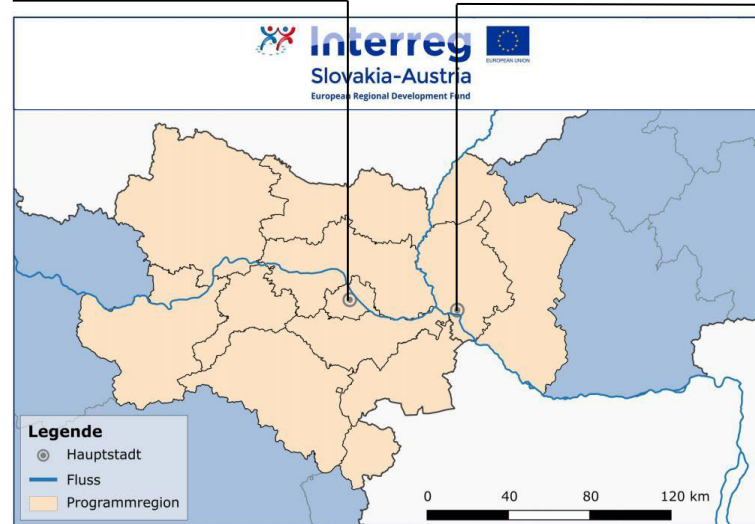 Interreg
EUROPEAN UNION
Slovakia-Austria
European Regional Development Fund
Legende
Hauptstadt
Fluss
Programmregion
0 40 80 120 km